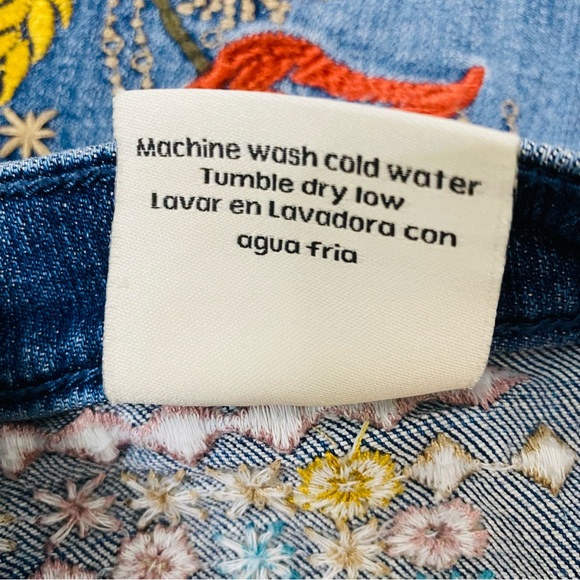 Machine wash cold water
Tumble dry low
Lavar en Lavadora con
agua fria